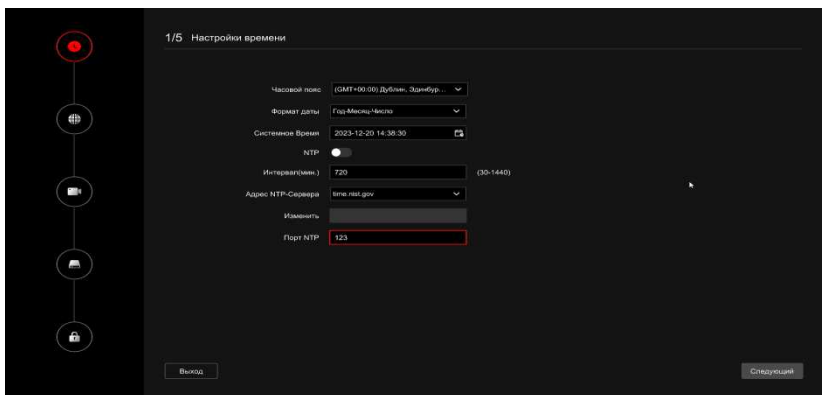 1/5 Настройки времени
Часовой пояс (GMT+00:00) Дублин, Эдинбур...
Формат даты Год-Месяц-Число
Системное Время 2023-12-20 14:38:30
NTP
Интервал(мин.) 720 (30-1440)
Адрес NTP-Сервера time.nist.gov
Изменить
Порт NTP 123
Выход Следующий